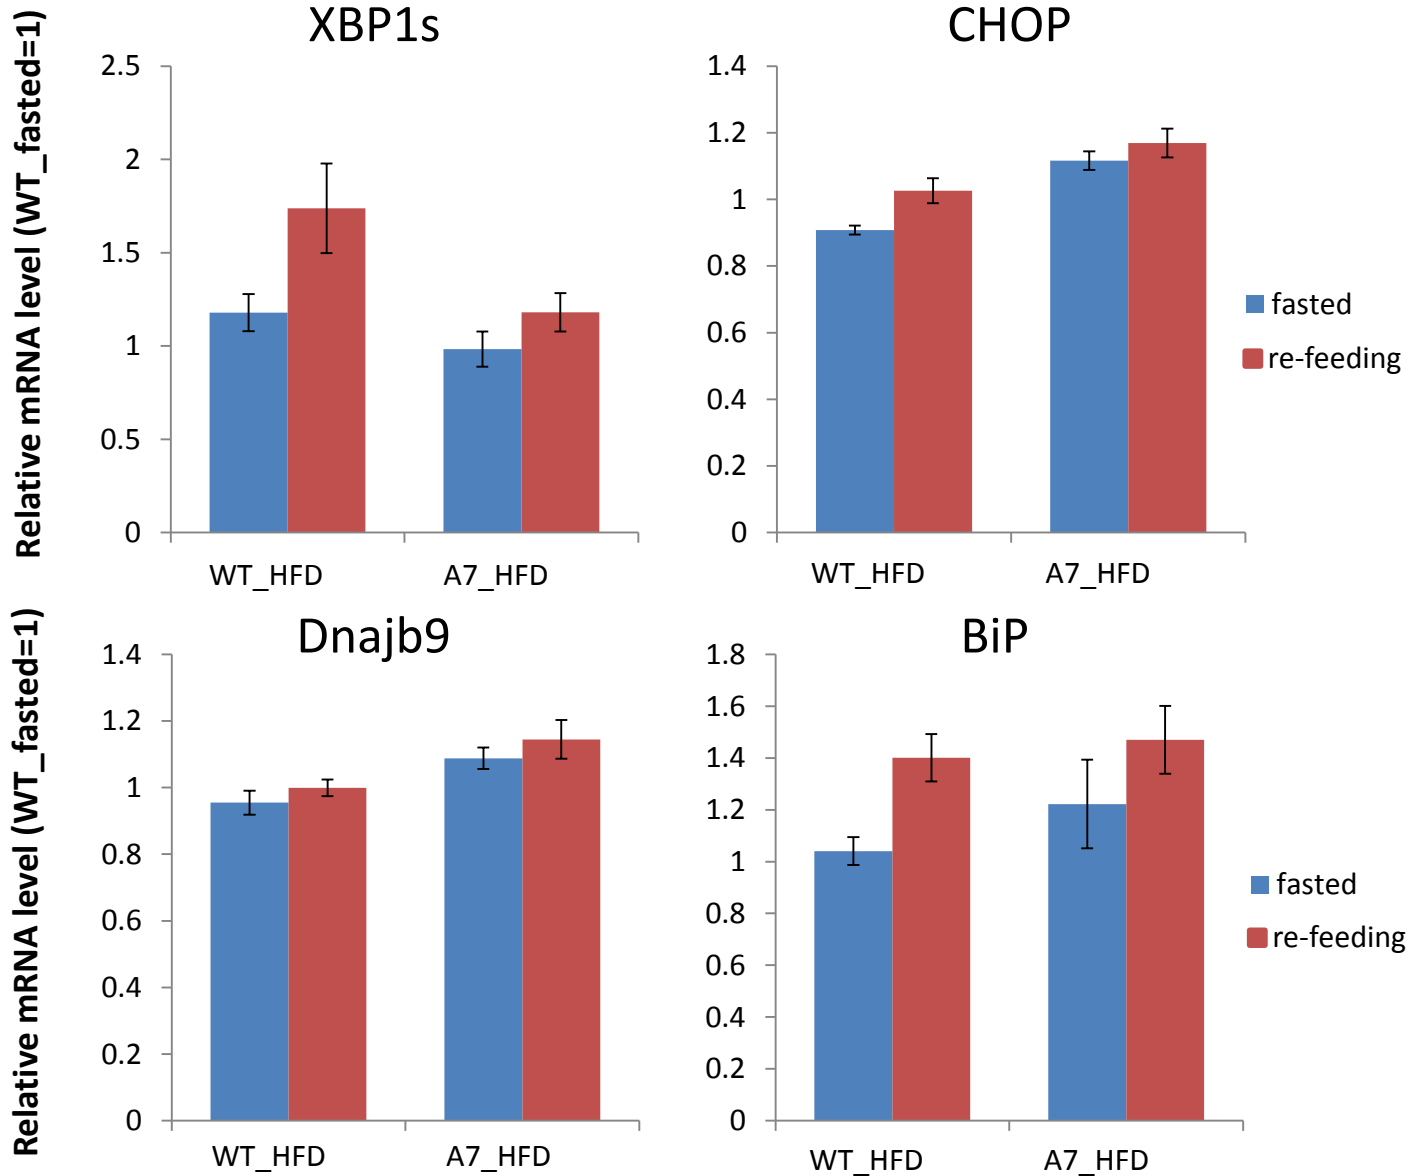 XBP1s
Relative mRNA level (WT_fasted=1)
2.5
2
1.5
1
0.5
0
WT_HFD
A7_HFD
CHOP
1.4
1.2
1
0.8
0.6
0.4
0.2
0
WT_HFD
A7_HFD
fasted
re-feeding
Dnajb9
Relative mRNA level (WT_fasted=1)
1.4
1.2
1
0.8
0.6
0.4
0.2
0
WT_HFD
A7_HFD
BiP
1.8
1.6
1.4
1.2
1
0.8
0.6
0.4
0.2
0
WT_HFD
A7_HFD
fasted
re-feeding